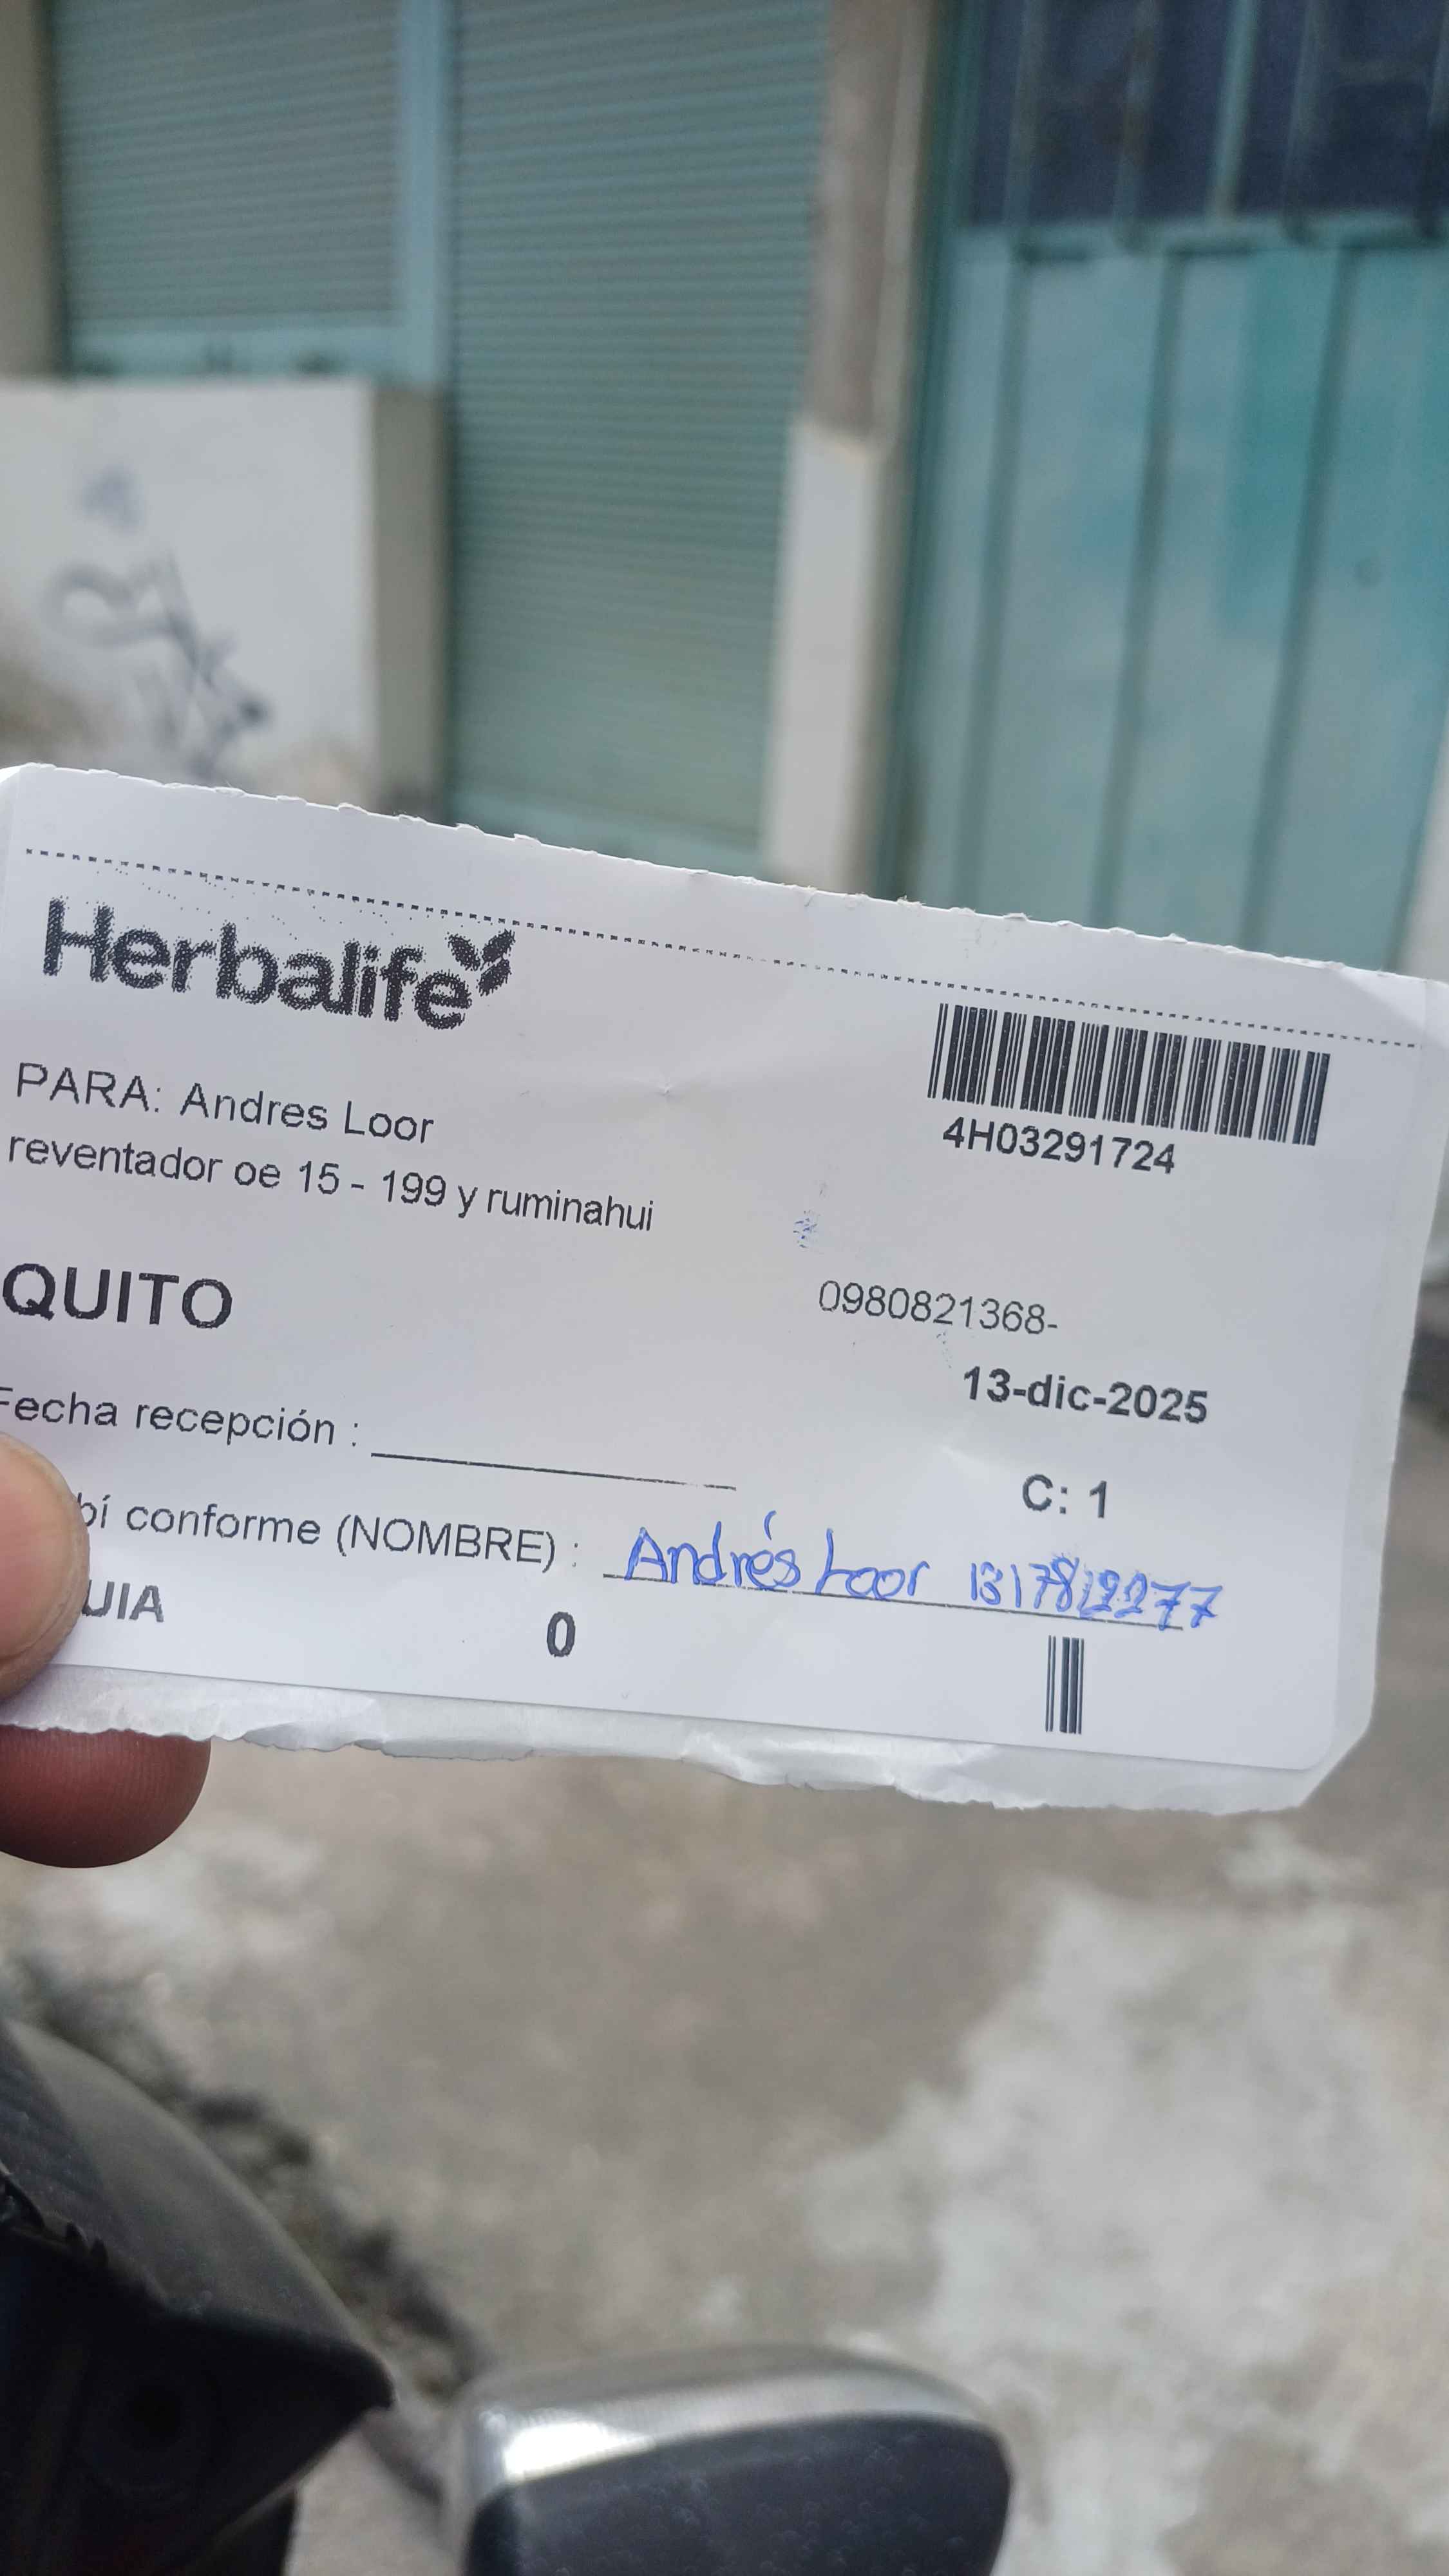 Herbalife
4H03291724
PARA: Andres Loor
reventador oe 15 - 199 y ruminahui
QUITO
0980821368-
13-dic-2025
Fecha recepción :
C: 1
bí conforme (NOMBRE) : Andrés Loor
UIA 0